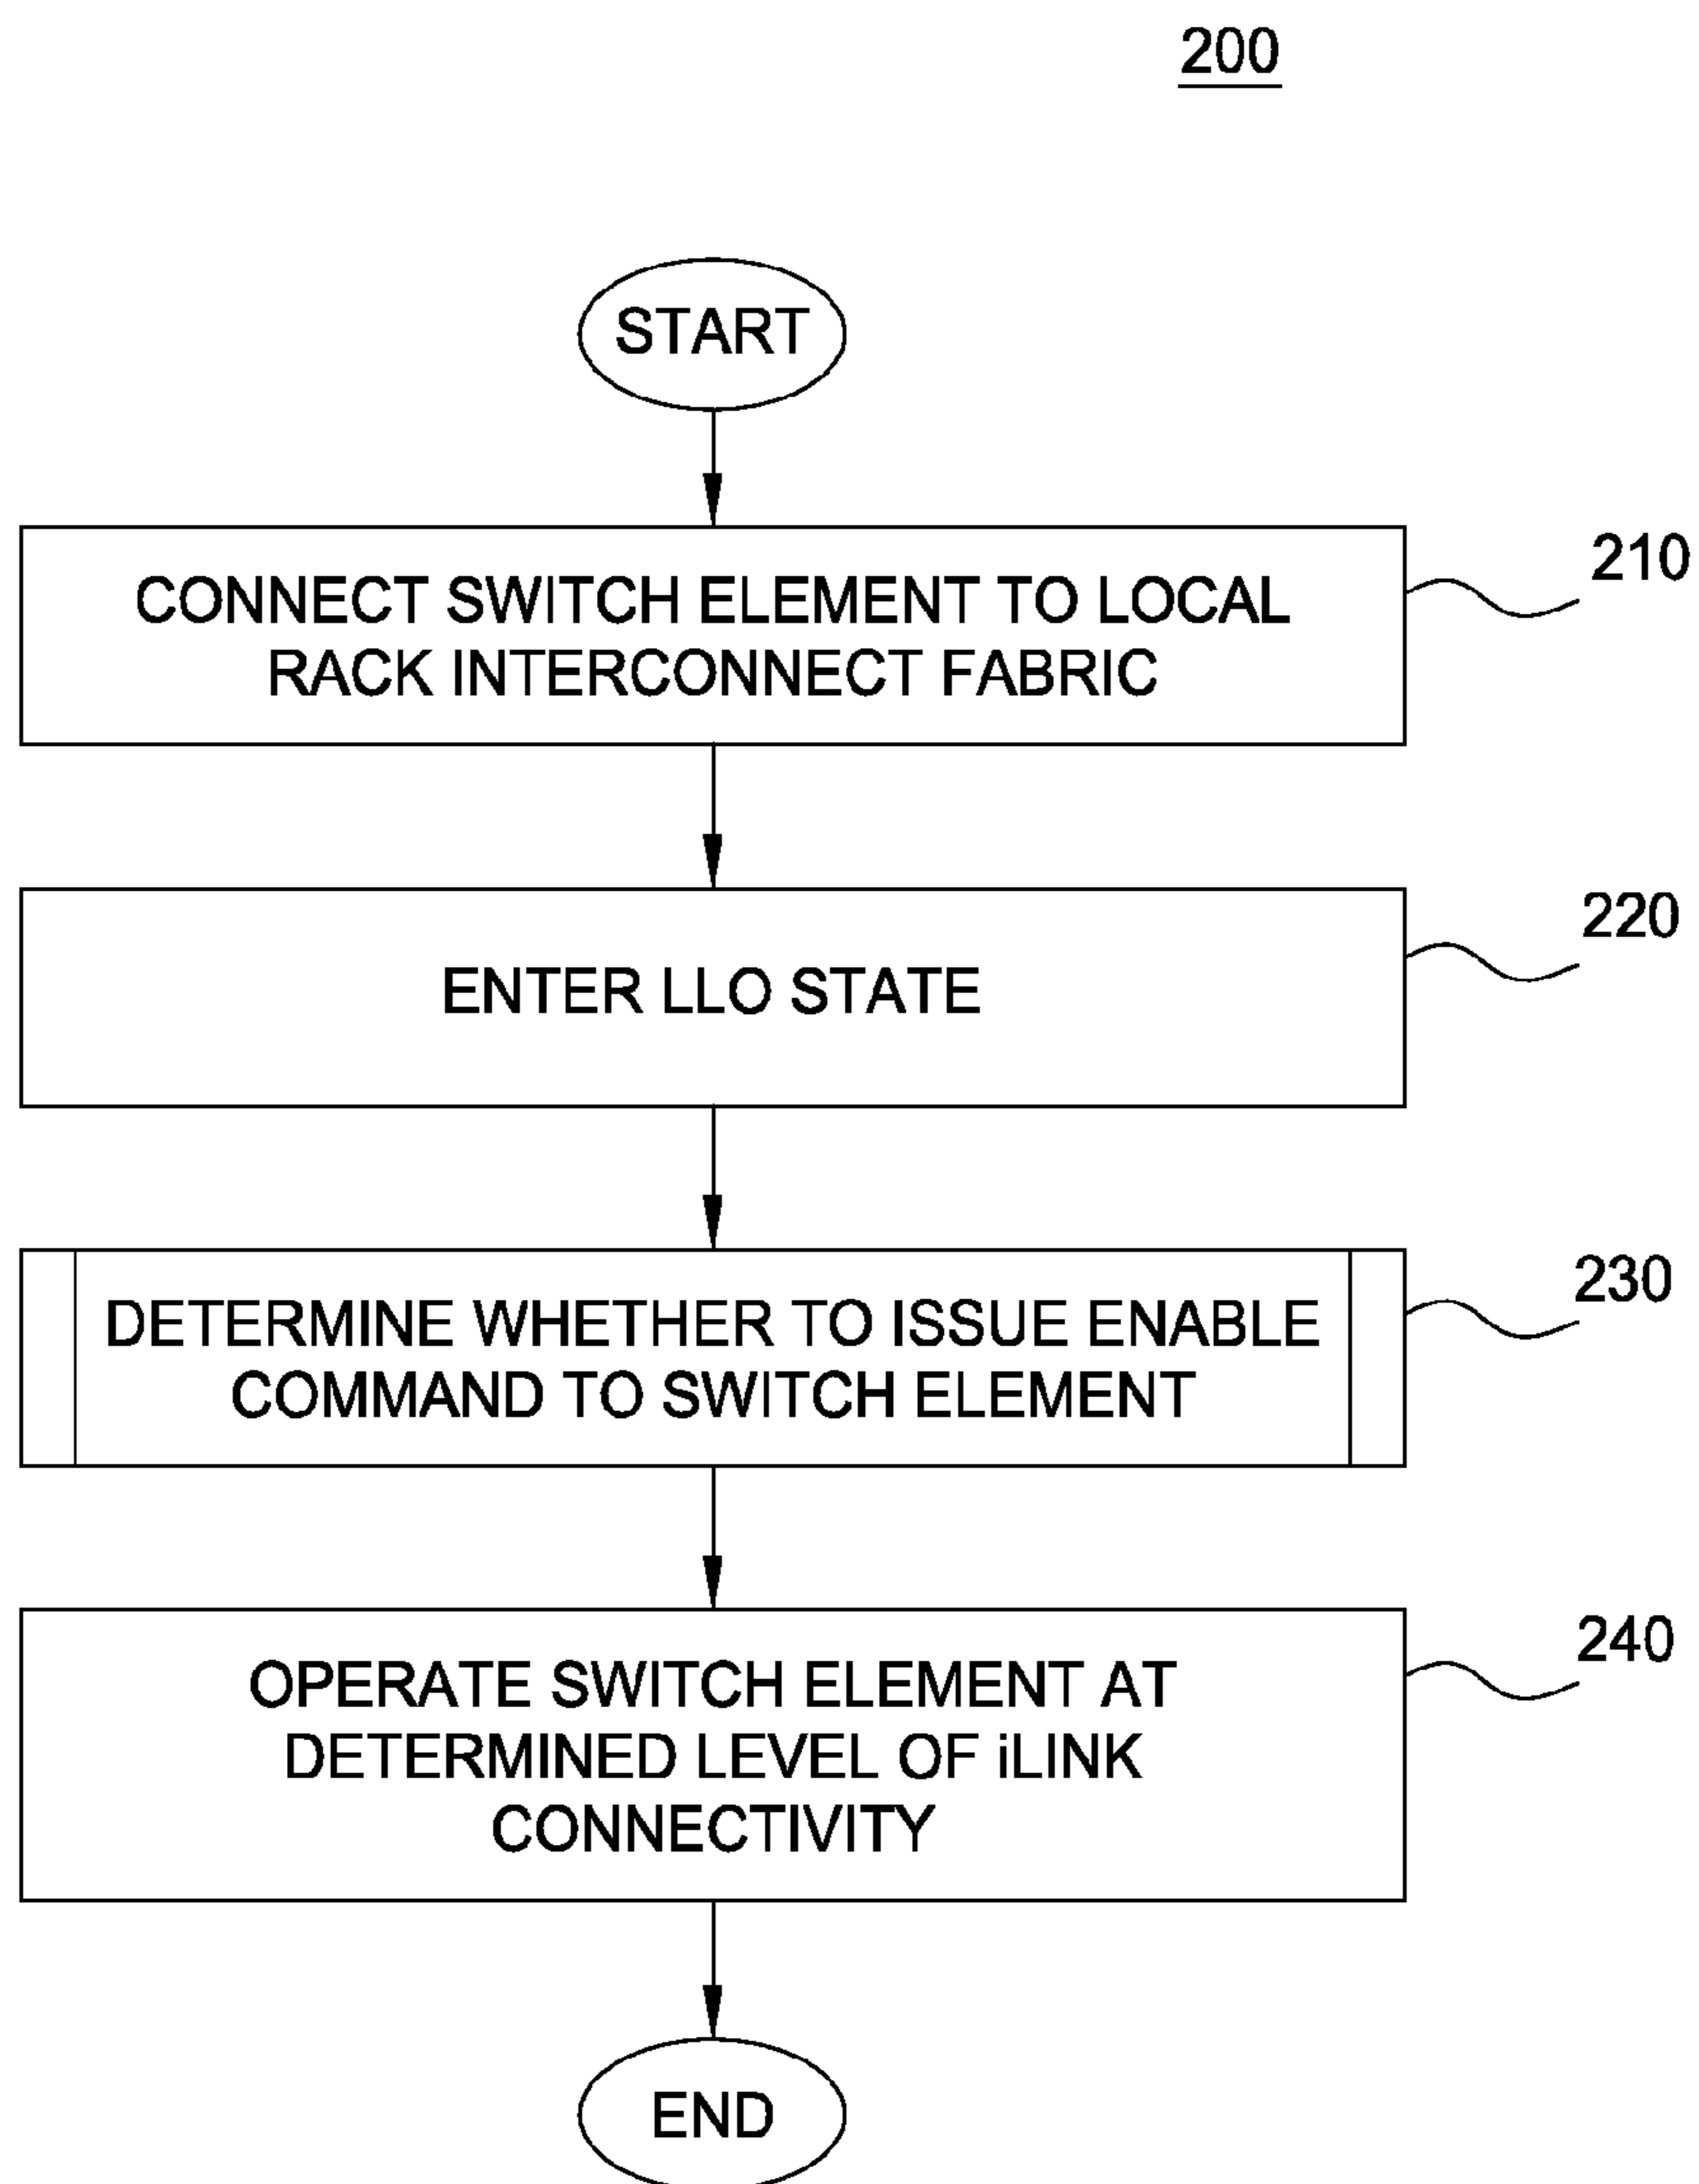 200
START
CONNECT SWITCH ELEMENT TO LOCAL
RACK INTERCONNECT FABRIC
210
ENTER LLO STATE
220
DETERMINE WHETHER TO ISSUE ENABLE
COMMAND TO SWITCH ELEMENT
230
OPERATE SWITCH ELEMENT AT
DETERMINED LEVEL OF iLINK
CONNECTIVITY
240
END